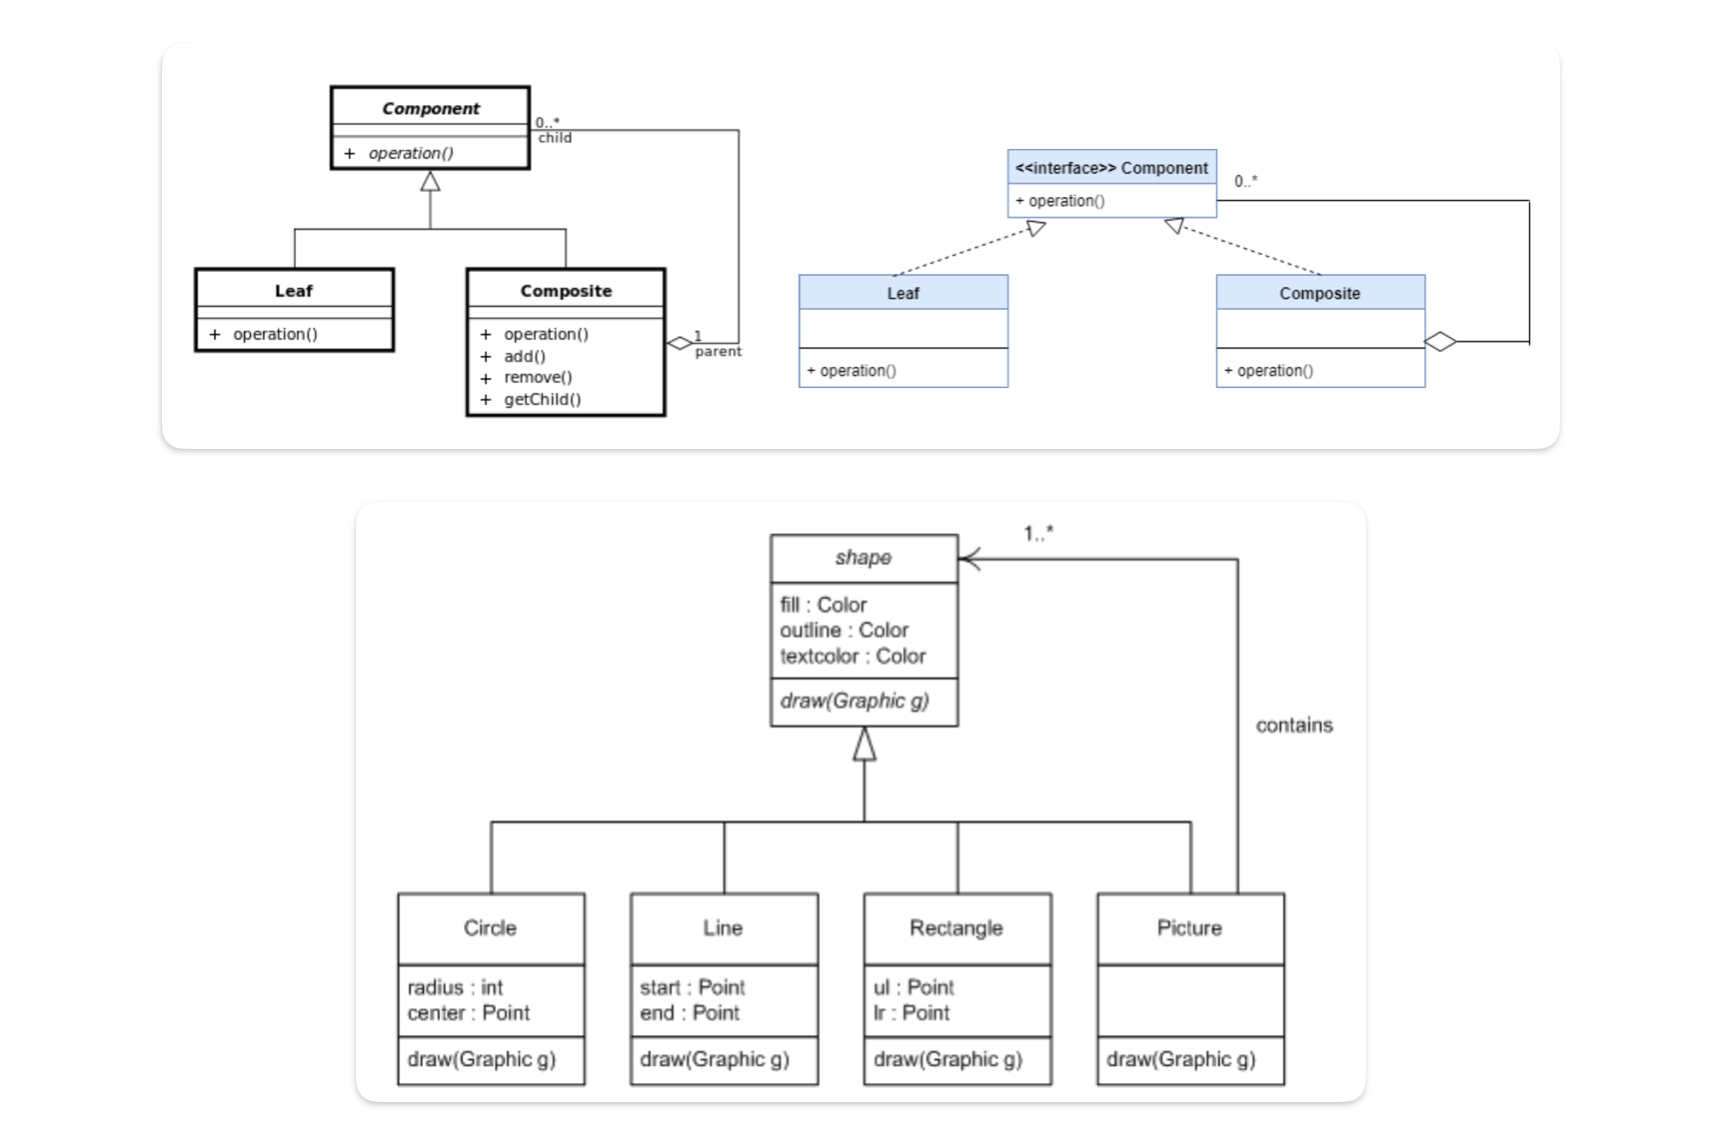 Component
+ operation()
0..*
child
Leaf
+ operation()
Composite
+ operation()
+ add()
+ remove()
+ getChild()
1
parent
<<interface>> Component
+ operation()
0..*
Leaf
+ operation()
Composite
+ operation()
shape
fill : Color
outline : Color
textcolor : Color
draw(Graphic g)
1..*
contains
Circle
radius : int
center : Point
draw(Graphic g)
Line
start : Point
end : Point
draw(Graphic g)
Rectangle
ul : Point
lr : Point
draw(Graphic g)
Picture
draw(Graphic g)